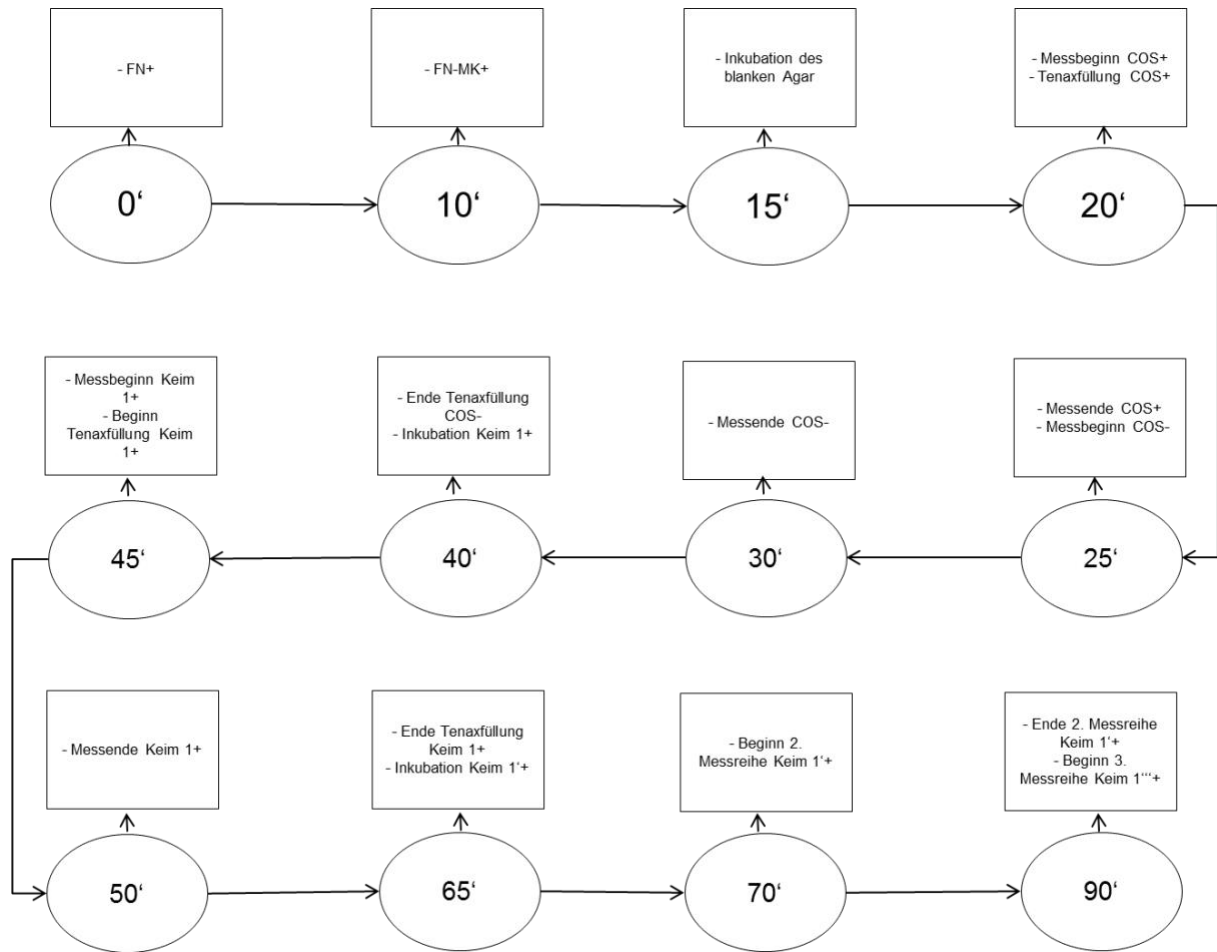 - FN+
- FN-MK+
- Inkubation des
blanken Agar
- Messbeginn COS+
- Tenaxfüllung COS+
0‘
10‘
15‘
20‘
- Messbeginn Keim
1+
- Beginn
Tenaxfüllung Keim
1+
- Ende Tenaxfüllung
COS-
- Inkubation Keim 1+
- Messende COS-
- Messende COS+
- Messbeginn COS-
45‘
40‘
30‘
25‘
- Messende Keim 1+
- Ende Tenaxfüllung
Keim 1+
- Inkubation Keim 1‘+
- Beginn 2.
Messreihe Keim 1‘+
- Ende 2. Messreihe
Keim 1‘+
- Beginn 3.
Messreihe Keim 1‘‘‘+
50‘
65‘
70‘
90‘